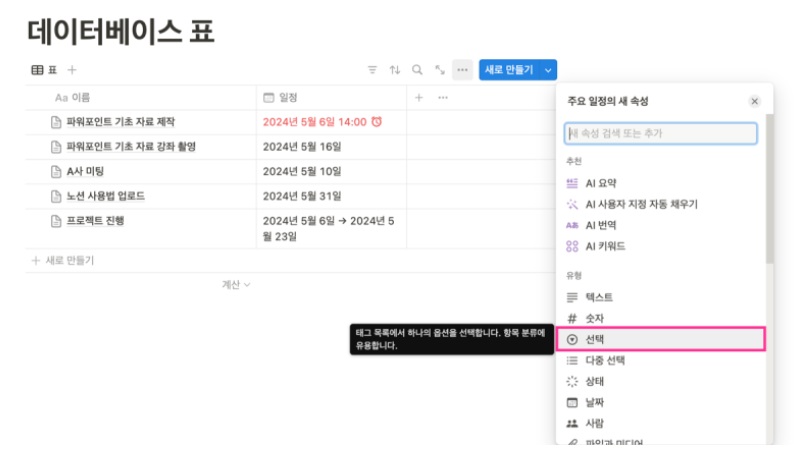 데이터베이스 표
표
새로 만들기
Aa 이름
일정
주요 일정의 새 속성
파워포인트 기초 자료 제작
2024년 5월 6일 14:00
새 속성 검색 또는 추가
파워포인트 기초 자료 강좌 촬영
2024년 5월 16일
추천
A사 미팅
2024년 5월 10일
AI 요약
노션 사용법 업로드
2024년 5월 31일
AI 사용자 지정 자동 채우기
프로젝트 진행
2024년 5월 6일 → 2024년 5
월 23일
AI 번역
AI 키워드
새로 만들기
계산
유형
텍스트
숫자
태그 목록에서 하나의 옵션을 선택합니다. 항목 분류에
유용합니다.
선택
다중 선택
상태
날짜
사람
파일과 미디어